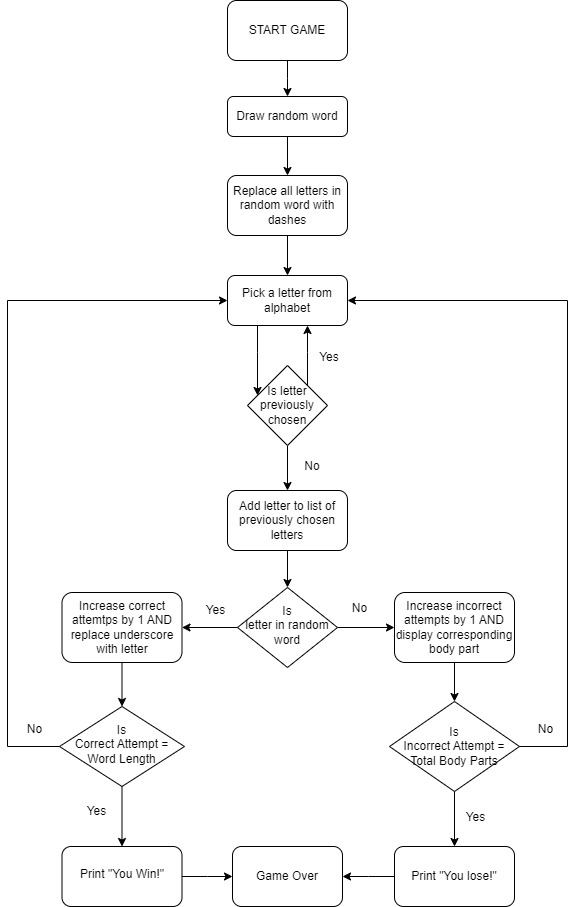 START GAME
Draw random word
Replace all letters in
random word with
dashes
Pick a letter from
alphabet
Yes
Is letter
previously
chosen
No
Add letter to list of
previously chosen
letters
Increase correct
attemtps by 1 AND
replace underscore
with letter
Yes
Is
letter in random
word
No
Increase incorrect
attempts by 1 AND
display corresponding
body part
No
Is
Correct Attempt =
Word Length
Is
Incorrect Attempt =
Total Body Parts
No
Yes
Yes
Print "You Win!"
Game Over
Print "You lose!"